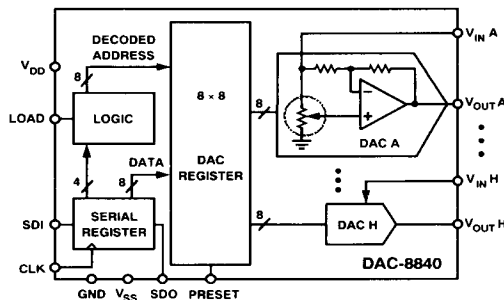 DECODED
ADDRESS
V_DD
8
LOAD
LOGIC
4
8
DATA
SDI
SERIAL
REGISTER
CLK
GND
V_SS
SDO
PRESET
8 × 8
DAC
REGISTER
8
8
−
+
DAC A
DAC H
V_IN A
V_OUT A
V_IN H
V_OUT H
DAC-8840